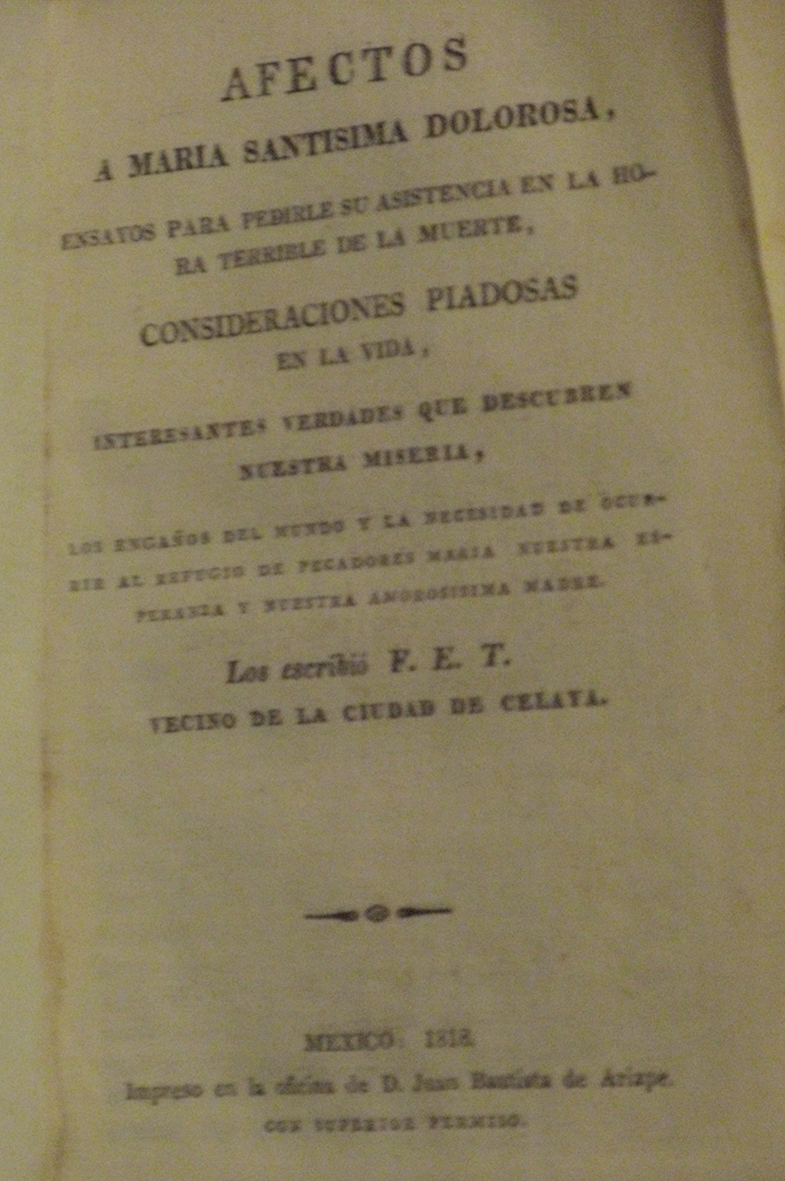 AFECTOS
A MARIA SANTISIMA DOLOROSA,
ENSAYOS PARA PEDIRLE SU ASISTENCIA EN LA HO-
RA TERRIBLE DE LA MUERTE,
CONSIDERACIONES PIADOSAS
EN LA VIDA,
INTERESANTES VERDADES QUE DESCUBREN
NUESTRA MISERIA,
LOS ENGAÑOS DEL MUNDO Y LA NECESIDAD DE OCUR-
RIR AL REFUGIO DE PECADORES MARIA NUESTRA ES-
PERANZA Y NUESTRA AMOROSISIMA MADRE.
Los escribió F. E. T.
VECINO DE LA CIUDAD DE CELAYA.
MEXICO: 1818.
Impreso en la oficina de D. Juan Bautista de Arizpe.
CON SUPERIOR PERMISO.